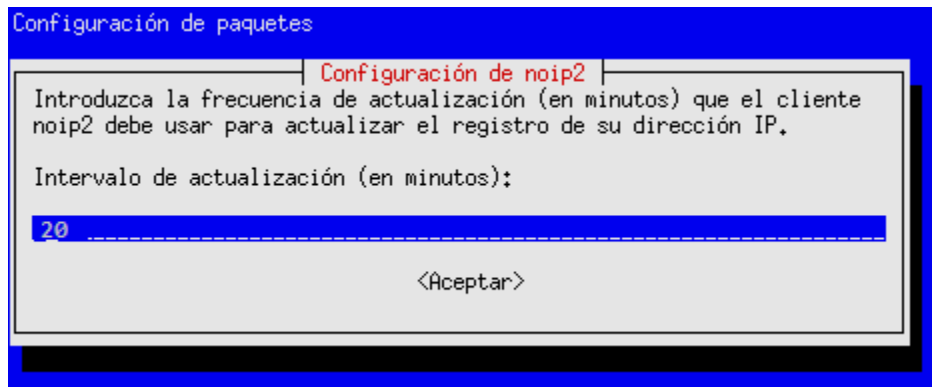 Configuración de paquetes
Configuración de noip2
Introduzca la frecuencia de actualización (en minutos) que el cliente
noip2 debe usar para actualizar el registro de su dirección IP.
Intervalo de actualización (en minutos):
20
<Aceptar>